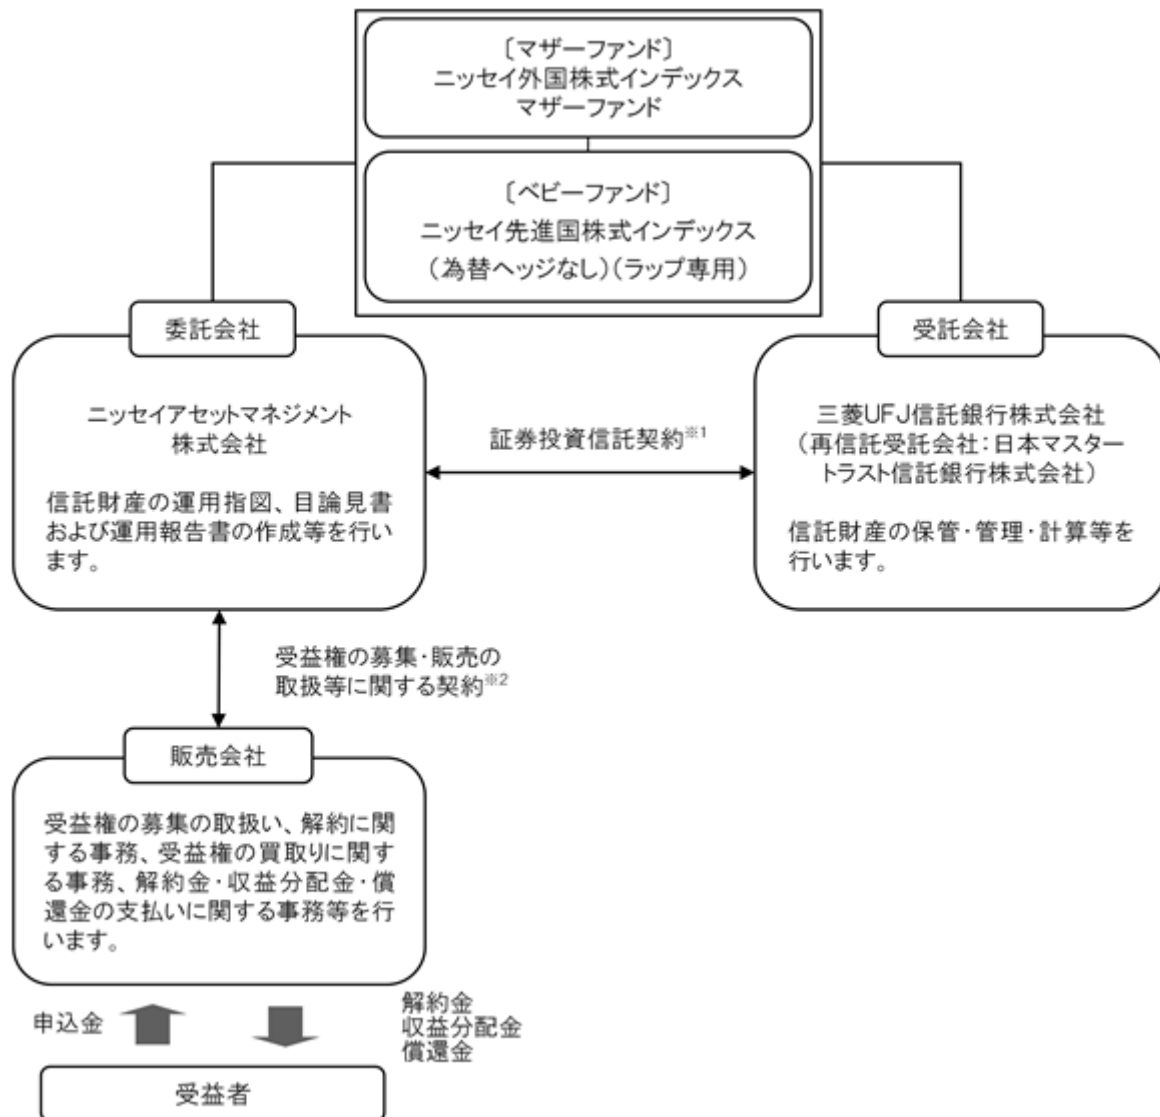 〔マザーファンド〕
ニッセイ外国株式インデックス
マザーファンド
〔ベビーファンド〕
ニッセイ先進国株式インデックス
（為替ヘッジなし）（ラップ専用）
委託会社
ニッセイアセットマネジメント
株式会社
信託財産の運用指図、目論見書
および運用報告書の作成等を行い
ます。
証券投資信託契約※1
受託会社
三菱UFJ信託銀行株式会社
（再信託受託会社：日本マスター
トラスト信託銀行株式会社）
信託財産の保管・管理・計算等を
行います。
受益権の募集・販売の
取扱等に関する契約※2
販売会社
受益権の募集の取扱い、解約に関
する事務、受益権の買取りに関す
る事務、解約金・収益分配金・償
還金の支払いに関する事務等を行
います。
申込金
解約金
収益分配金
償還金
受益者